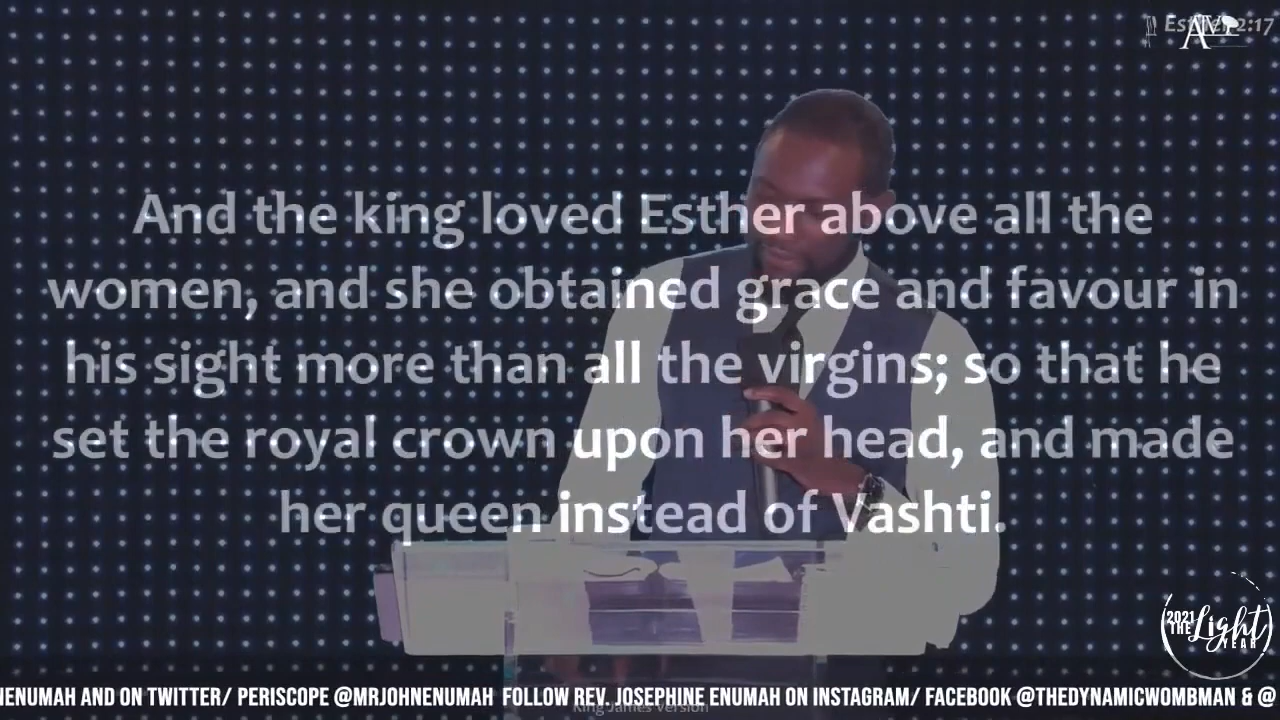 Esther 2:17
And the king loved Esther above all the
women, and she obtained grace and favour in
his sight more than all the virgins; so that he
set the royal crown upon her head, and made
her queen instead of Vashti.
2021
THE Light
YEAR
NENUMAH AND ON TWITTER/ PERISCOPE @MRJOHNENUMAH FOLLOW REV. JOSEPHINE ENUMAH ON INSTAGRAM/ FACEBOOK @THEDYNAMICWOMBMAN & @
King James Version